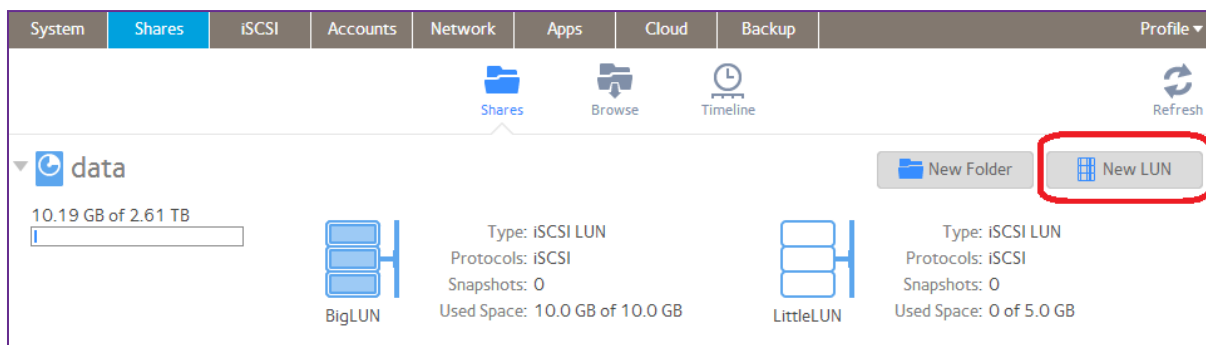 System Shares iSCSI Accounts Network Apps Cloud Backup Profile
Shares Browse Timeline Refresh
data New Folder New LUN
10.19 GB of 2.61 TB
Type: iSCSI LUN Type: iSCSI LUN
Protocols: iSCSI Protocols: iSCSI
Snapshots: 0 Snapshots: 0
Used Space: 10.0 GB of 10.0 GB Used Space: 0 of 5.0 GB
BigLUN LittleLUN